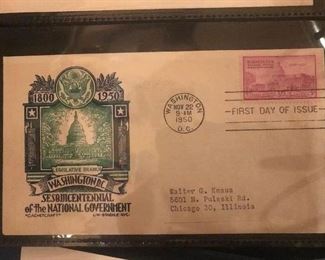 1800 1950
LEGISLATIVE BRANCH
WASHINGTON, D.C.
SESQUICENTENNIAL
of the NATIONAL GOVERNMENT
"CACHETCRAFT"
WASHINGTON
NOV 22
9-AM
1950
D.C.
FIRST DAY OF ISSUE
Walter G. Knaus
5601 N. Pulaski Rd.
Chicago 30, Illinois